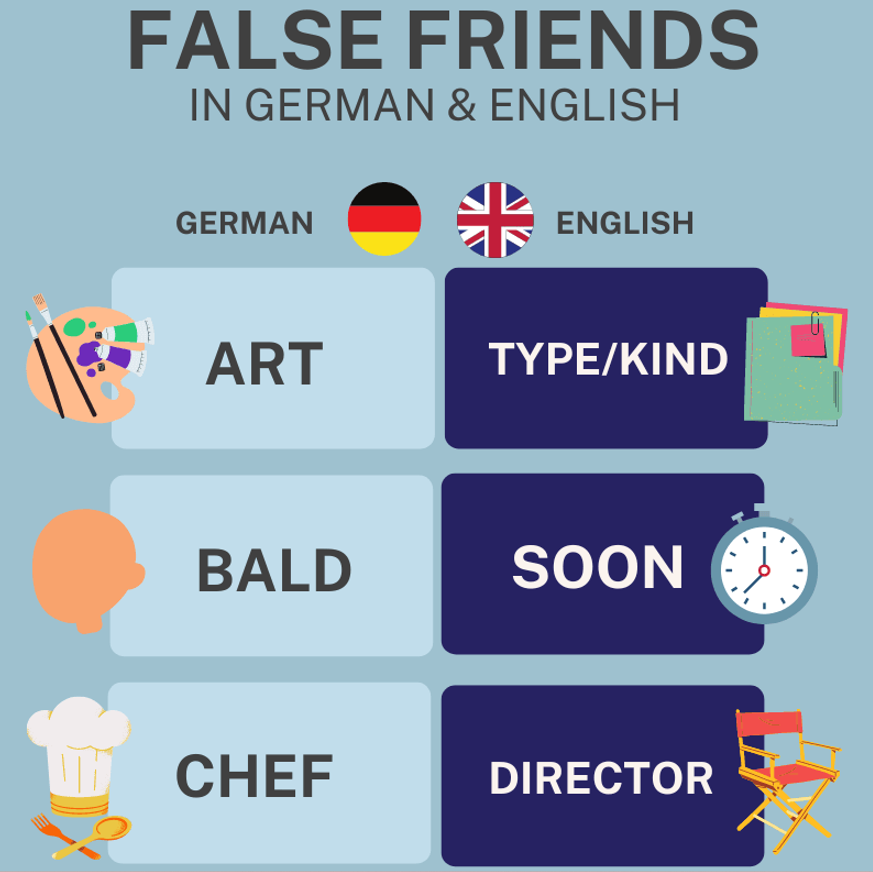 FALSE FRIENDS
IN GERMAN & ENGLISH
GERMAN ENGLISH
ART TYPE/KIND
BALD SOON
CHEF DIRECTOR